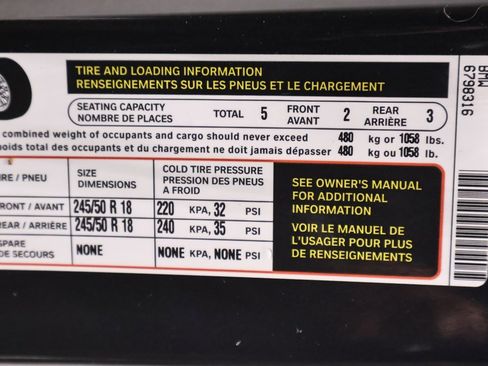 TIRE AND LOADING INFORMATION
RENSEIGNEMENTS SUR LES PNEUS ET LE CHARGEMENT
SEATING CAPACITY
NOMBRE DE PLACES
TOTAL 5
FRONT
AVANT
2
REAR
ARRIÈRE
3
combined weight of occupants and cargo should never exceed 480 kg or 1058 lbs.
poids total des occupants et du chargement ne doit jamais dépasser 480 kg ou 1058 lb.
IRE / PNEU
SIZE
DIMENSIONS
COLD TIRE PRESSURE
PRESSION DES PNEUS
A FROID
RONT / AVANT 245/50 R 18 220 KPA, 32 PSI
REAR / ARRIÈRE 245/50 R 18 240 KPA, 35 PSI
SPARE
DE SECOURS
NONE NONE KPA, NONE PSI
SEE OWNER'S MANUAL
FOR ADDITIONAL
INFORMATION
VOIR LE MANUEL DE
L'USAGER POUR PLUS
DE RENSEIGNEMENTS
BMW
6798316